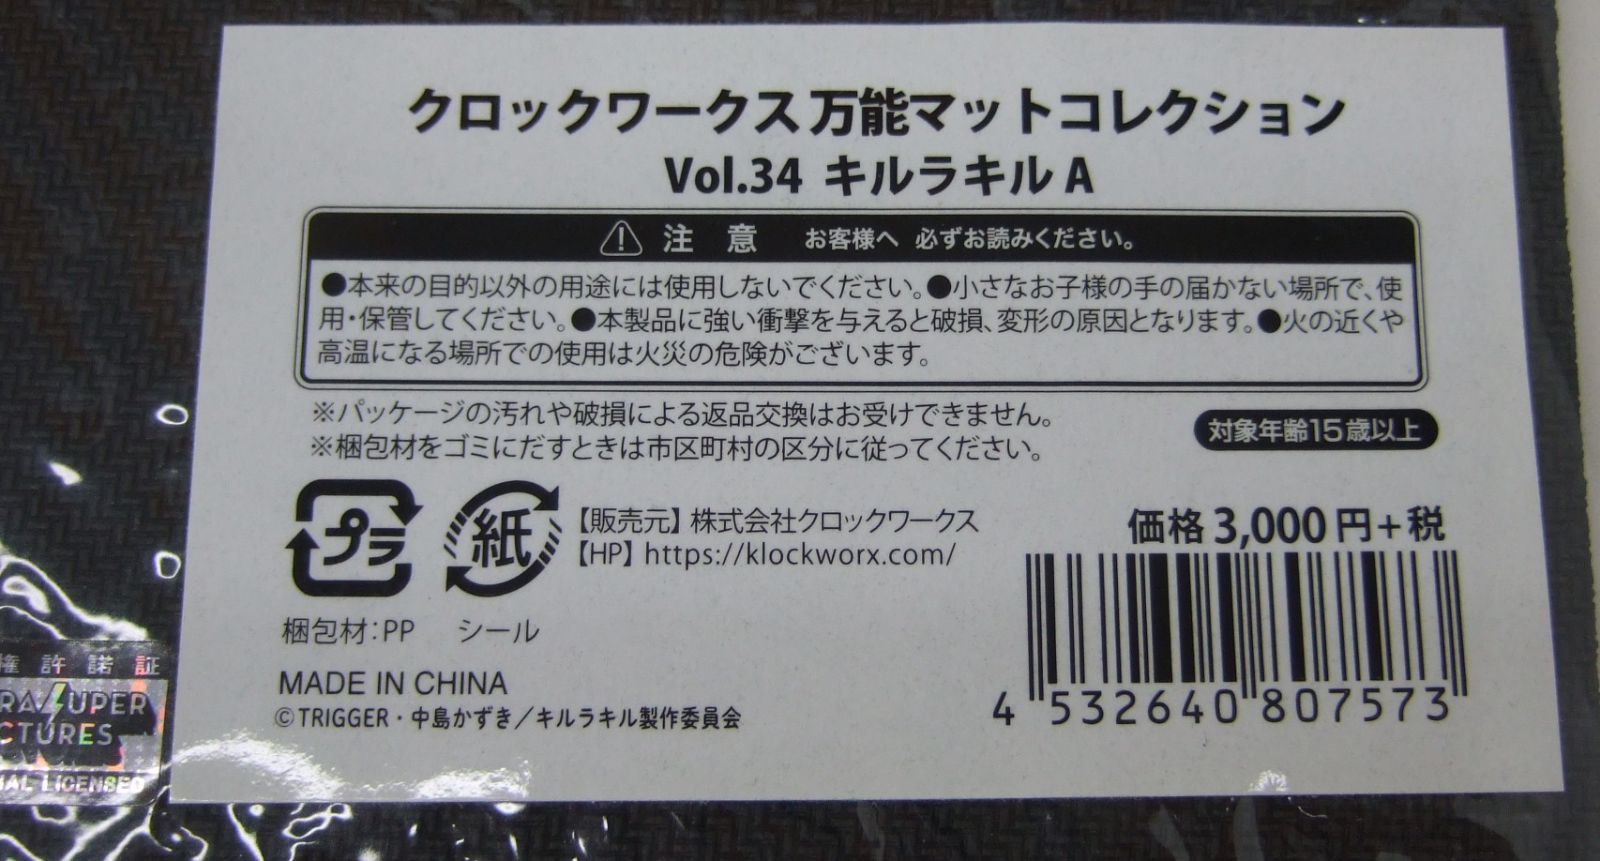 クロックワークス 万能マットコレクション
Vol.34 キルラキル A
注 意 お客様へ 必ずお読みください。
●本来の目的以外の用途には使用しないでください。●小さなお子様の手の届かない場所で、使
用・保管してください。●本製品に強い衝撃を与えると破損、変形の原因となります。●火の近くや
高温になる場所での使用は火災の危険がございます。
※パッケージの汚れや破損による返品交換はお受けできません。
※梱包材をゴミにだすときは市区町村の区分に従ってください。
対象年齢15歳以上
プラ
紙
【販売元】株式会社クロックワークス
【HP】https://klockworx.com/
価格 3,000 円+税
梱包材:PP シール
MADE IN CHINA
©TRIGGER・中島かずき/キルラキル製作委員会
4 532640 807573
権 許 諾 証
RA SUPER
CTURES
IAL LICENSED